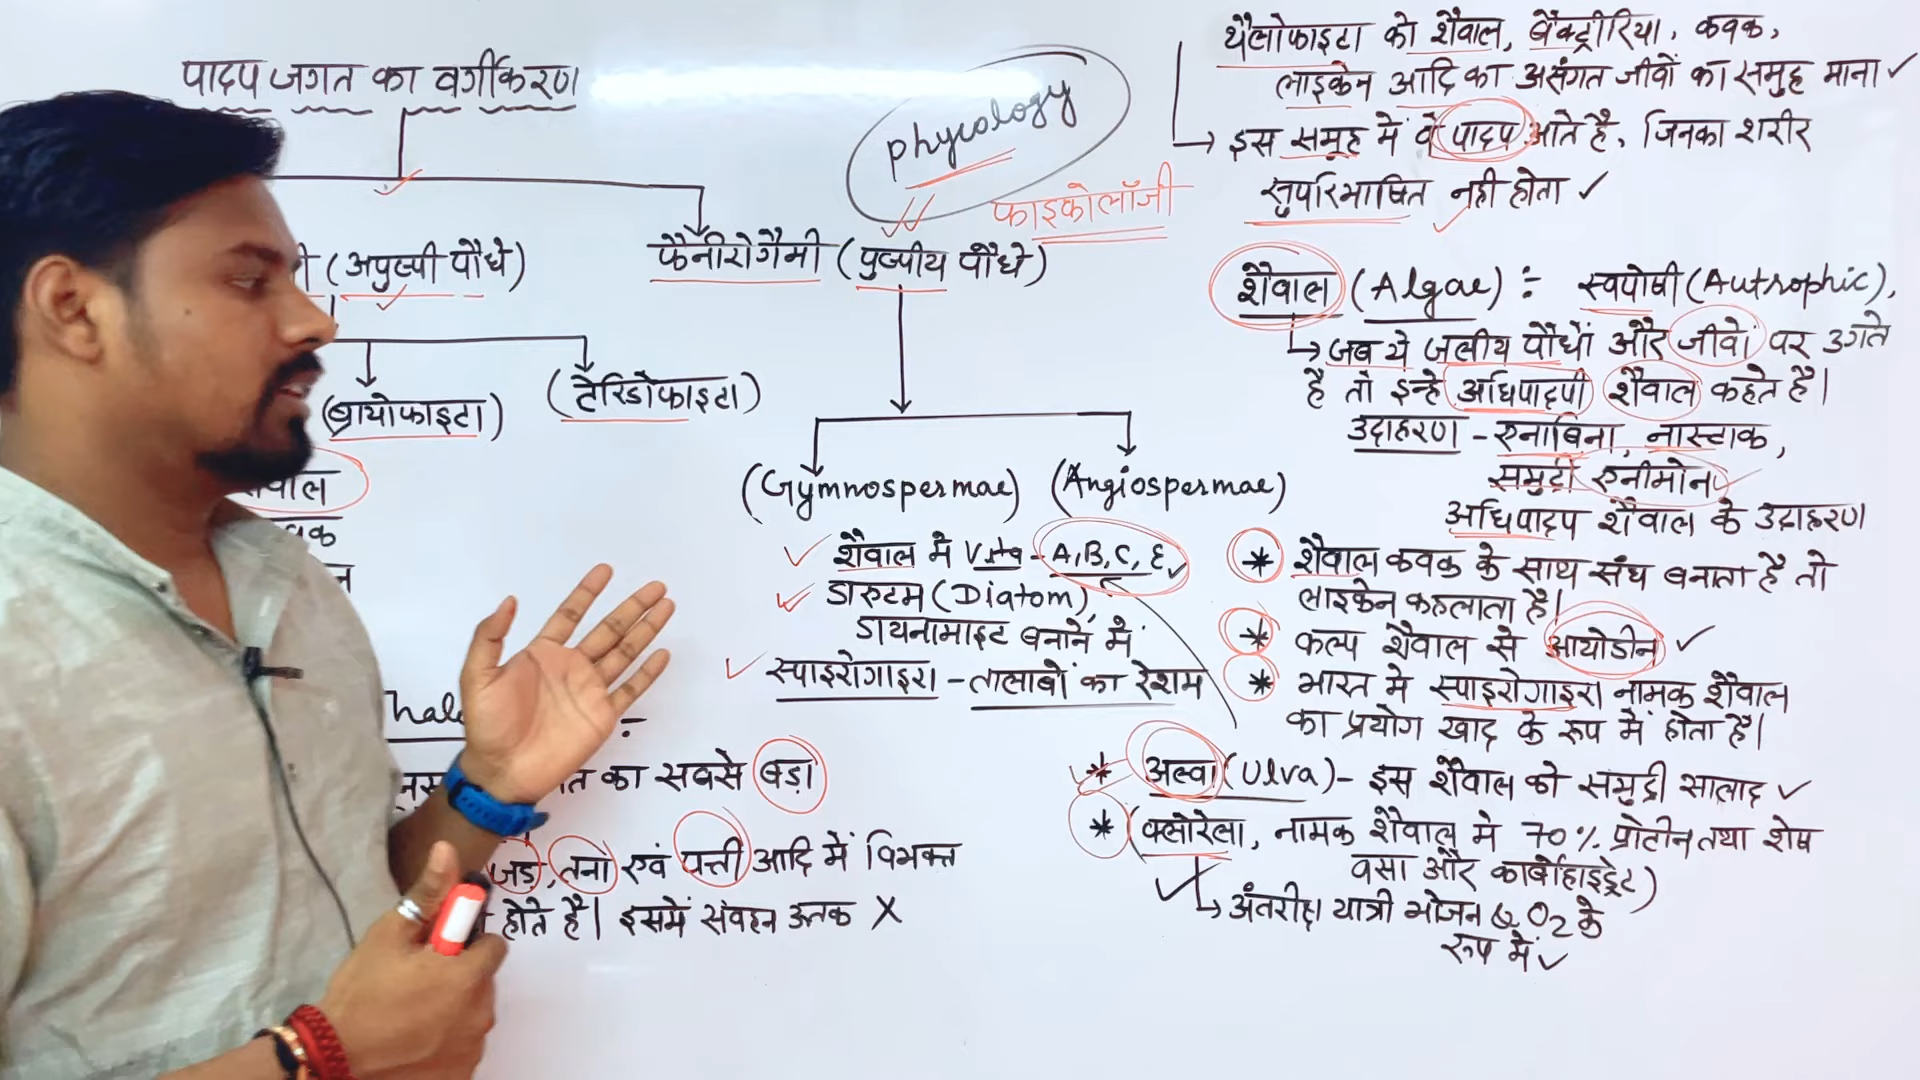 पादप जगत का वर्गीकरण
phycology
फाइकोलॉजी
(अपुष्पी पौधे)
फैनीरोगैमी (पुष्पीय पौधे)
(ब्रायोफाइटा)
(टेरिडोफाइटा)
(Gymnospermae)
(Angiospermae)
शैवाल में Vita - A, B, C, E
डाएटम (Diatom),
डायनामाइट बनाने में
स्पाइरोगाइरा - तालाबों का रेशम
का सबसे बड़ा
जड़, तना एवं पत्ती आदि में विभक्त
होते है। इसमें संवहन ऊतक X
थैलोफाइटा को शैवाल, बैक्ट्रीरिया, कवक,
लाइकेन आदि का असंगत जीवों का समुह माना
इस समूह में वे पादप आते है, जिनका शरीर
सुपरिभाषित नही होता
शैवाल (Algae) ÷ स्वपोषी (Autrophic),
जब ये जलीय पौधों और जीवों पर उगते
है तो इन्हे अधिपादपी शैवाल कहते है।
उदाहरण - एनाबिना, नास्टाक,
समुद्री एनीमोन
अधिपादप शैवाल के उदाहरण
* शैवाल कवक के साथ संघ बनाता है तो
लाइकेन कहलाता है।
* कल्प शैवाल से आयोडीन
* भारत मे स्पाइरोगाइरा नामक शैवाल
का प्रयोग खाद के रूप में होता है।
* अल्वा (Ulva) - इस शैवाल को समुद्री सालाद
* (क्लोरेला, नामक शैवाल मे 70% प्रोटीन तथा शेष
वसा और कार्बोहाइड्रेट)
अंतरीक्ष यात्री भोजन & O2 के
रूप में